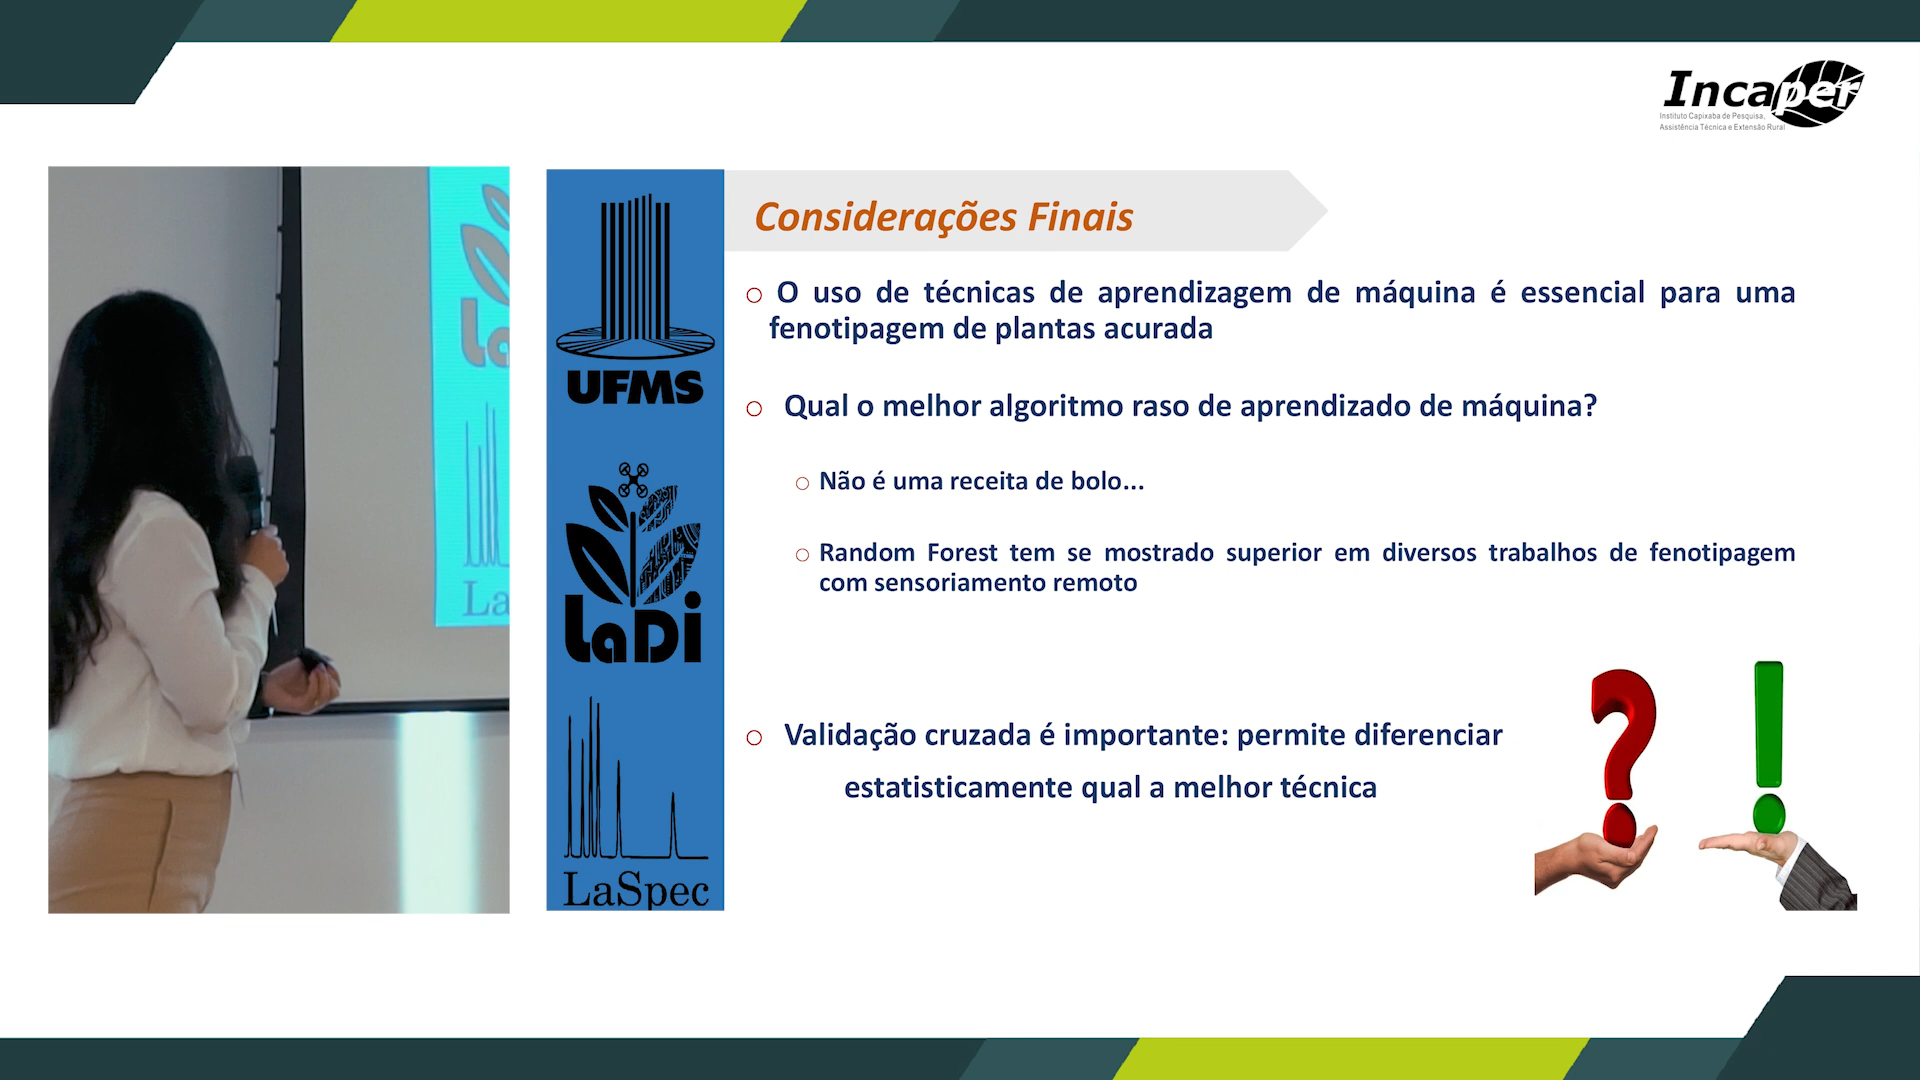 Incaper
Instituto Capixaba de Pesquisa,
Assistência Técnica e Extensão Rural
La
La
UFMS
LaDi
LaSpec
Considerações Finais
O uso de técnicas de aprendizagem de máquina é essencial para uma
fenotipagem de plantas acurada
Qual o melhor algoritmo raso de aprendizado de máquina?
Não é uma receita de bolo...
Random Forest tem se mostrado superior em diversos trabalhos de fenotipagem
com sensoriamento remoto
Validação cruzada é importante: permite diferenciar
estatisticamente qual a melhor técnica